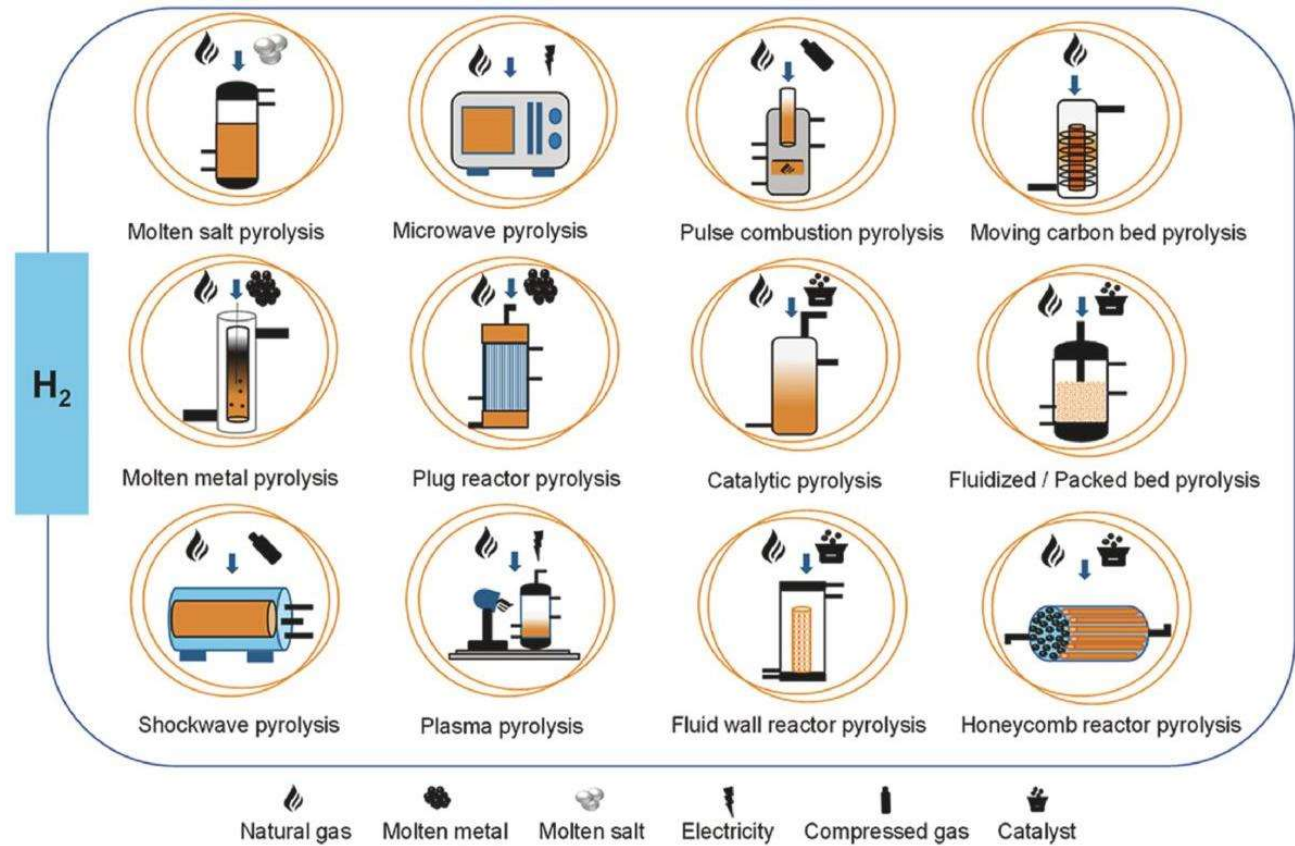 Molten salt pyrolysis
Microwave pyrolysis
Pulse combustion pyrolysis
Moving carbon bed pyrolysis
H₂
Molten metal pyrolysis
Plug reactor pyrolysis
Catalytic pyrolysis
Fluidized / Packed bed pyrolysis
Shockwave pyrolysis
Plasma pyrolysis
Fluid wall reactor pyrolysis
Honeycomb reactor pyrolysis
Natural gas
Molten metal
Molten salt
Electricity
Compressed gas
Catalyst